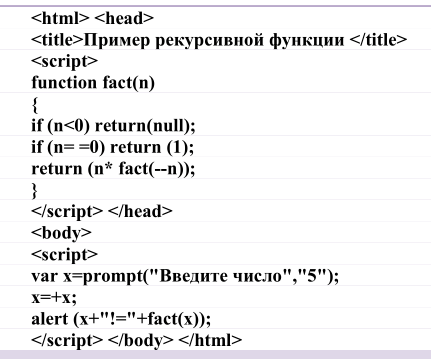 <html> <head>
<title>Пример рекурсивной функции </title>
<script>
function fact(n)
{
if (n<0) return(null);
if (n= =0) return (1);
return (n* fact(--n));
}
</script> </head>
<body>
<script>
var x=prompt("Введите число","5");
x=+x;
alert (x+"!="+fact(x));
</script> </body> </html>